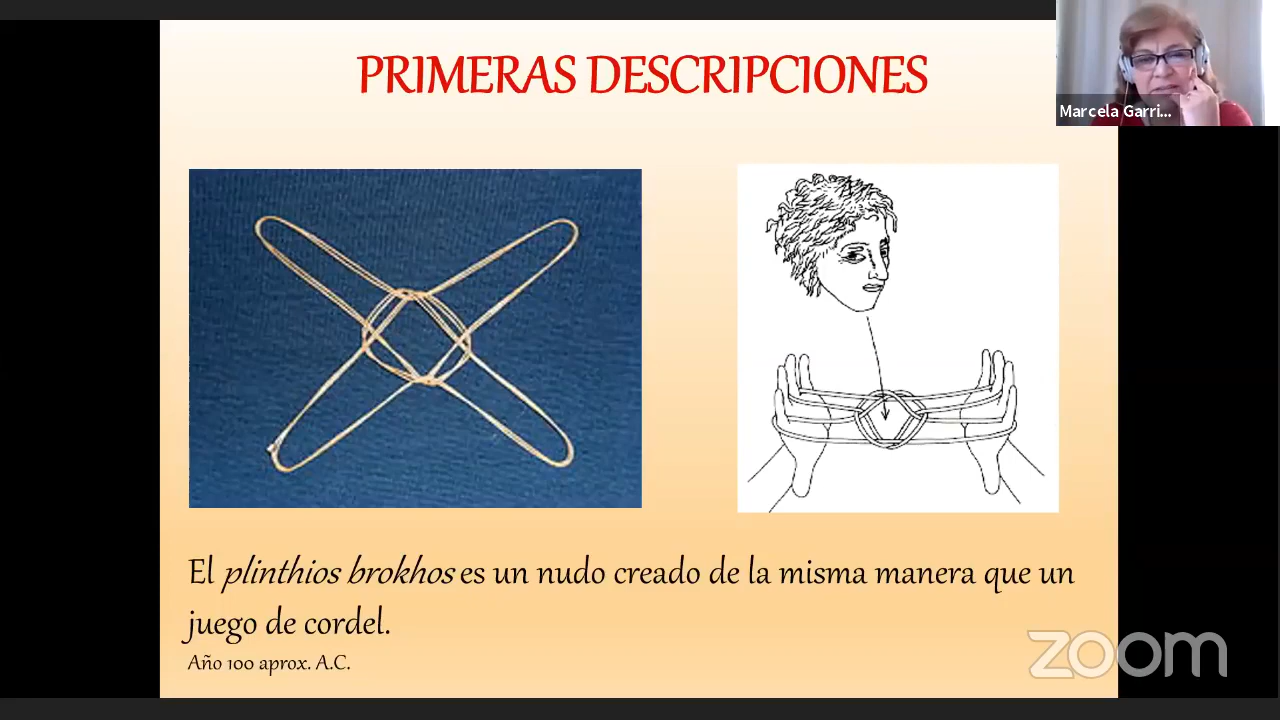 PRIMERAS DESCRIPCIONES
Marcela Garri...
El plinthios brokhos es un nudo creado de la misma manera que un
juego de cordel.
Año 100 aprox. A.C.
zoom